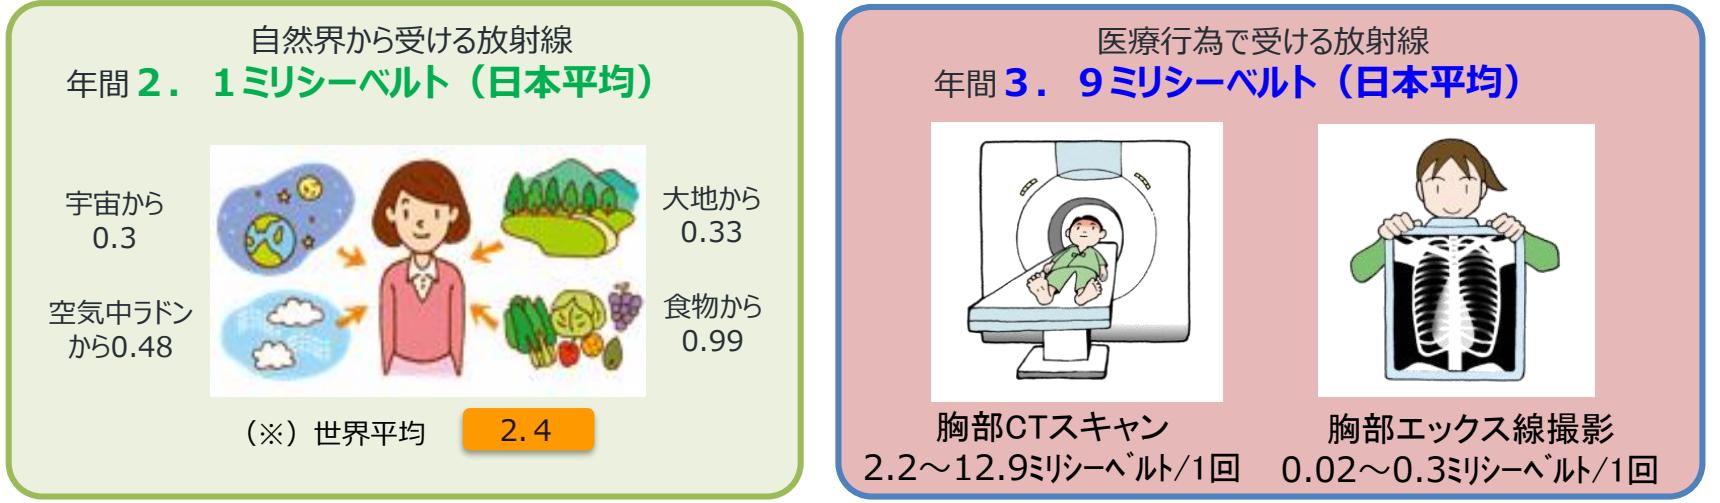 自然界から受ける放射線
年間２．１ミリシーベルト（日本平均）
宇宙から
0.3
大地から
0.33
空気中ラドン
から0.48
食物から
0.99
（※）世界平均 2.4
医療行為で受ける放射線
年間３．９ミリシーベルト（日本平均）
胸部CTスキャン
2.2～12.9ﾐﾘｼｰﾍﾞﾙﾄ/1回
胸部エックス線撮影
0.02～0.3ﾐﾘｼｰﾍﾞﾙﾄ/1回